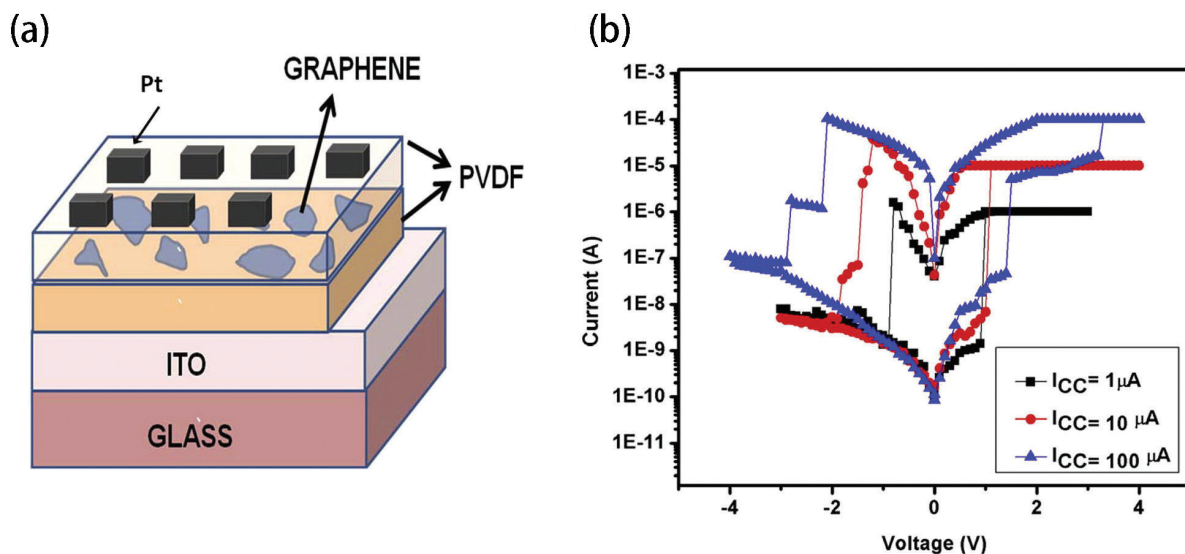 (a)
Pt
GRAPHENE
PVDF
ITO
GLASS
(b)
1E-3
1E-4
1E-5
1E-6
1E-7
1E-8
1E-9
1E-10
1E-11
Current (A)
-4 -2 0 2 4
Voltage (V)
ICC= 1μA
ICC= 10 μA
ICC= 100 μA